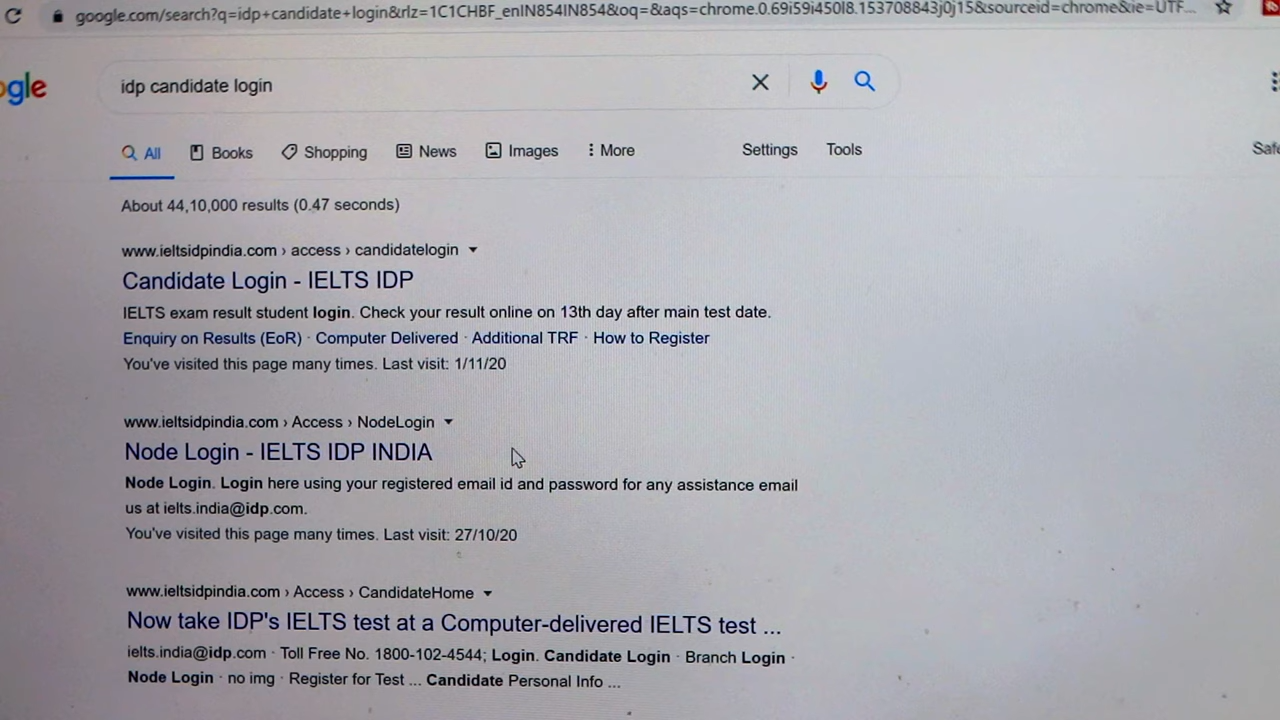 google.com/search?q=idp+candidate+login&rlz=1C1CHBF_enIN854IN854&oq=&aqs=chrome.0.69i59i450l8.153708843j0j15&sourceid=chrome&ie=UTF...
ogle
idp candidate login
All Books Shopping News Images More Settings Tools
About 44,10,000 results (0.47 seconds)
www.ieltsidpindia.com › access › candidatelogin
Candidate Login - IELTS IDP
IELTS exam result student login. Check your result online on 13th day after main test date.
Enquiry on Results (EoR) · Computer Delivered · Additional TRF · How to Register
You've visited this page many times. Last visit: 1/11/20
www.ieltsidpindia.com › Access › NodeLogin
Node Login - IELTS IDP INDIA
Node Login. Login here using your registered email id and password for any assistance email
us at ielts.india@idp.com.
You've visited this page many times. Last visit: 27/10/20
www.ieltsidpindia.com › Access › CandidateHome
Now take IDP's IELTS test at a Computer-delivered IELTS test ...
ielts.india@idp.com · Toll Free No. 1800-102-4544; Login. Candidate Login · Branch Login ·
Node Login · no img · Register for Test ... Candidate Personal Info ...